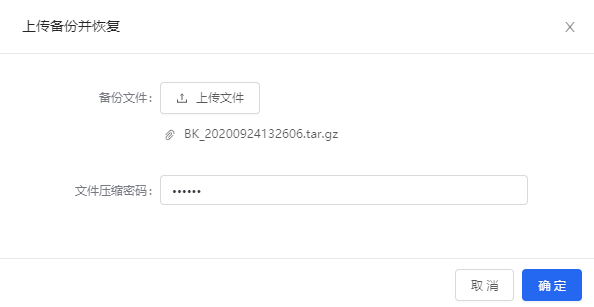 上传备份并恢复
备份文件:
上传文件
BK_20200924132606.tar.gz
文件压缩密码:
••••••
取 消
确 定